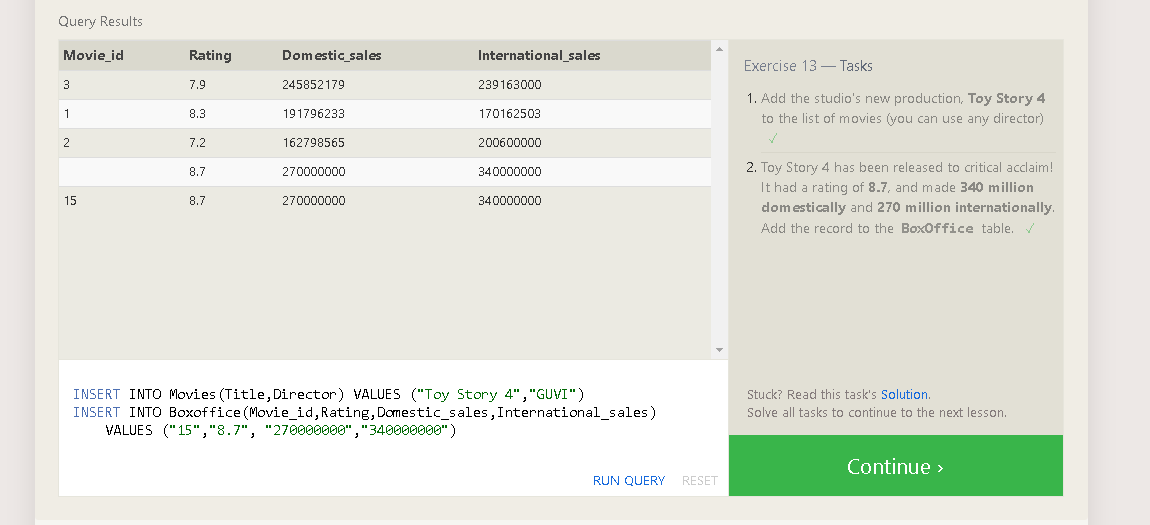 Query Results
Movie_id Rating Domestic_sales International_sales
3 7.9 245852179 239163000
1 8.3 191796233 170162503
2 7.2 162798565 200600000
8.7 270000000 340000000
15 8.7 270000000 340000000
INSERT INTO Movies(Title,Director) VALUES ("Toy Story 4","GUVI")
INSERT INTO Boxoffice(Movie_id,Rating,Domestic_sales,International_sales)
VALUES ("15","8.7", "270000000","340000000")
RUN QUERY RESET
Exercise 13 — Tasks
1. Add the studio's new production, Toy Story 4
to the list of movies (you can use any director)
✓
2. Toy Story 4 has been released to critical acclaim!
It had a rating of 8.7, and made 340 million
domestically and 270 million internationally.
Add the record to the BoxOffice table. ✓
Stuck? Read this task's Solution.
Solve all tasks to continue to the next lesson.
Continue ›